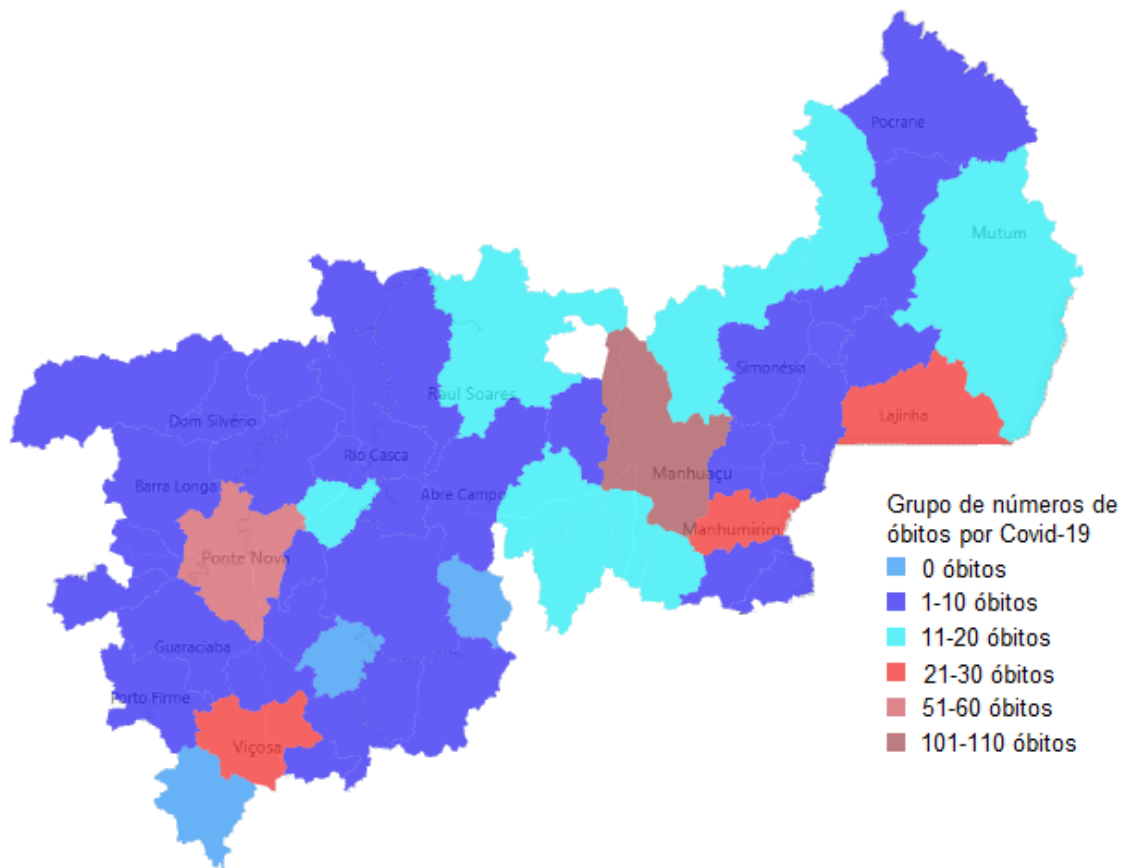 Pocrane
Mutum
Simonésia
Raul Soares
Lajinha
Dom Silvério
Rio Casca
Manhuaçu
Barra Longa
Abre Campo
Manhumirim
Ponte Nova
Guaraciaba
Porto Firme
Viçosa
Grupo de números de
óbitos por Covid-19
0 óbitos
1-10 óbitos
11-20 óbitos
21-30 óbitos
51-60 óbitos
101-110 óbitos